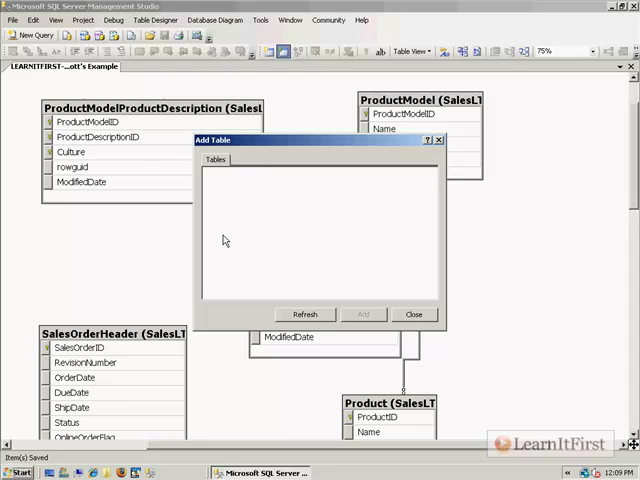 Microsoft SQL Server Management Studio
File Edit View Project Debug Table Designer Database Diagram Tools Window Community Help
New Query
Table View 75%
LEARNITFIRST-...ott's Example
ProductModelProductDescription (SalesL
ProductModelID
ProductDescriptionID
Culture
rowguid
ModifiedDate
ProductModel (SalesLT
ProductModelID
Name
Add Table
Tables
Refresh Add Close
SalesOrderHeader (SalesLT
SalesOrderID
RevisionNumber
OrderDate
DueDate
ShipDate
Status
OnlineOrderFlag
ModifiedDate
Product (SalesLT
ProductID
Name
LearnItFirst
Item(s) Saved
Start Microsoft SQL Server ... 12:09 PM